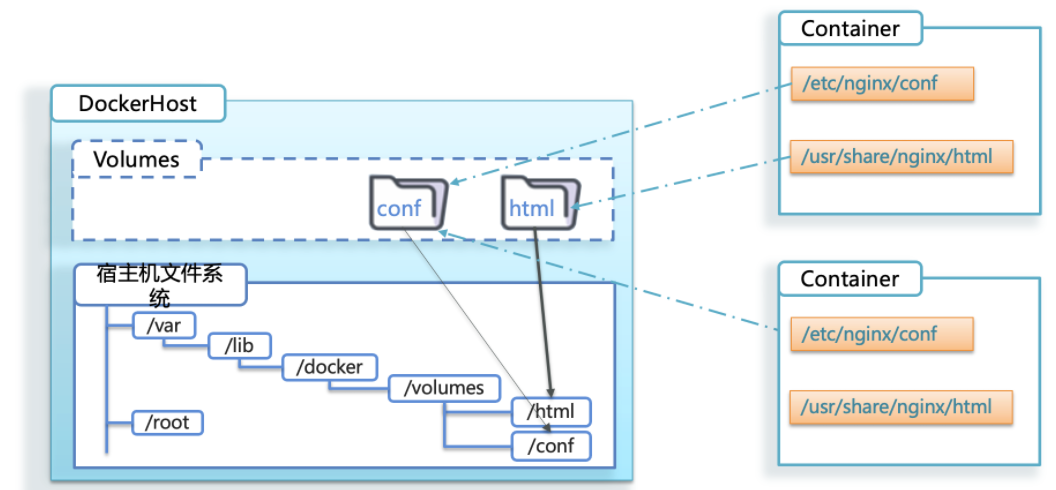 DockerHost
Volumes
conf
html
宿主机文件系
统
/var
/lib
/docker
/volumes
/html
/root
/conf
Container
/etc/nginx/conf
/usr/share/nginx/html
Container
/etc/nginx/conf
/usr/share/nginx/html